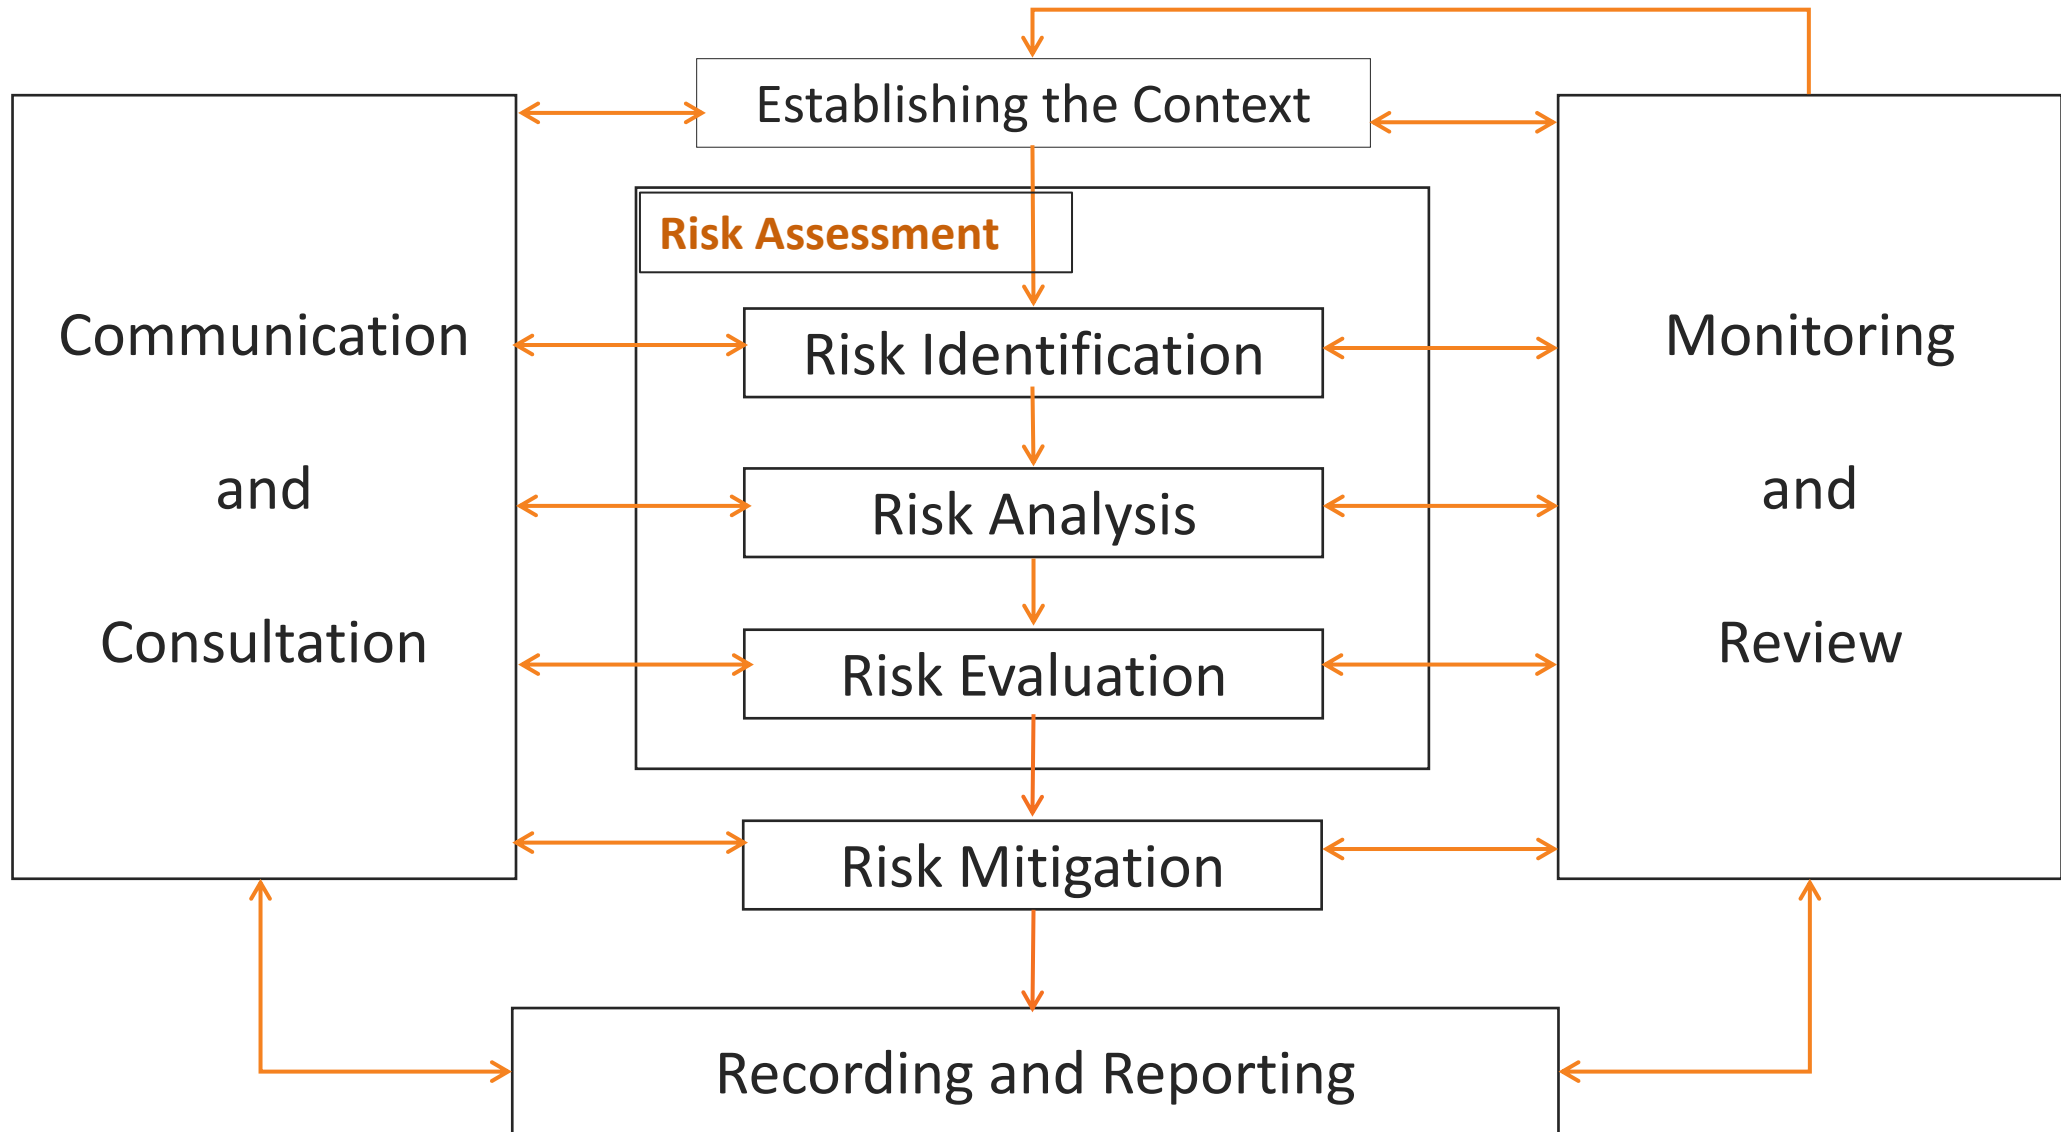 Establishing the Context
Risk Assessment
Communication
and
Consultation
Risk Identification
Risk Analysis
Risk Evaluation
Risk Mitigation
Monitoring
and
Review
Recording and Reporting